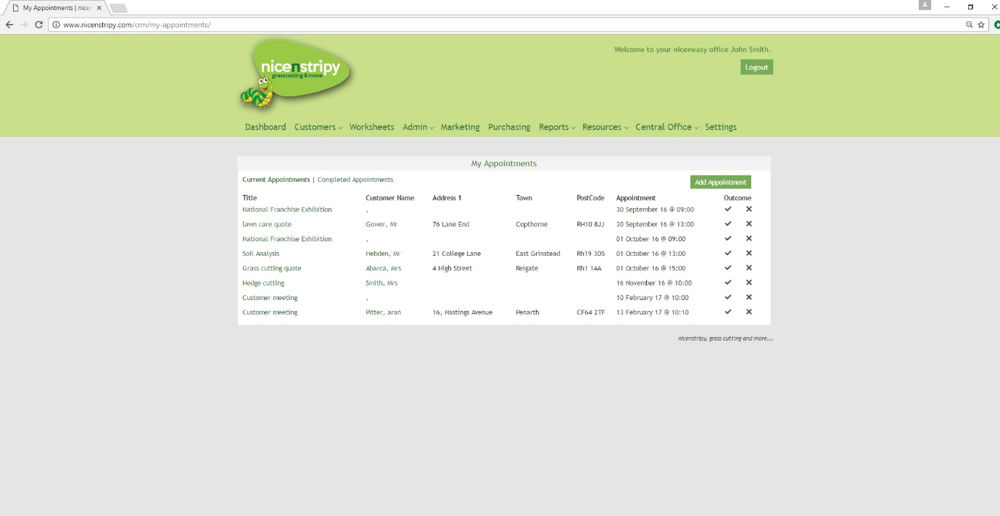 My Appointments | nicen
www.nicenstripy.com/crm/my-appointments/
nicenstripy
grasscutting & more
Welcome to your niceneasy office John Smith.
Logout
Dashboard Customers Worksheets Admin Marketing Purchasing Reports Resources Central Office Settings
My Appointments
Current Appointments | Completed Appointments
Add Appointment
Title Customer Name Address 1 Town PostCode Appointment Outcome
National Franchise Exhibition , 30 September 16 @ 09:00
lawn care quote Gower, Mr 76 Lane End Copthorne RH10 8JJ 30 September 16 @ 13:00
National Franchise Exhibition , 01 October 16 @ 09:00
Soil Analysis Hebden, Mr 21 College Lane East Grinstead Rh19 3DS 01 October 16 @ 13:00
Grass cutting quote Abarca, Mrs 4 High Street Reigate Rh1 1AA 01 October 16 @ 15:00
Hedge cutting Smith, Mrs 16 November 16 @ 10:00
Customer meeting , 10 February 17 @ 10:00
Customer meeting Pitter, aran 16, Hastings Avenue Penarth CF64 2TF 13 February 17 @ 10:10
nicenstripy, grass cutting and more...